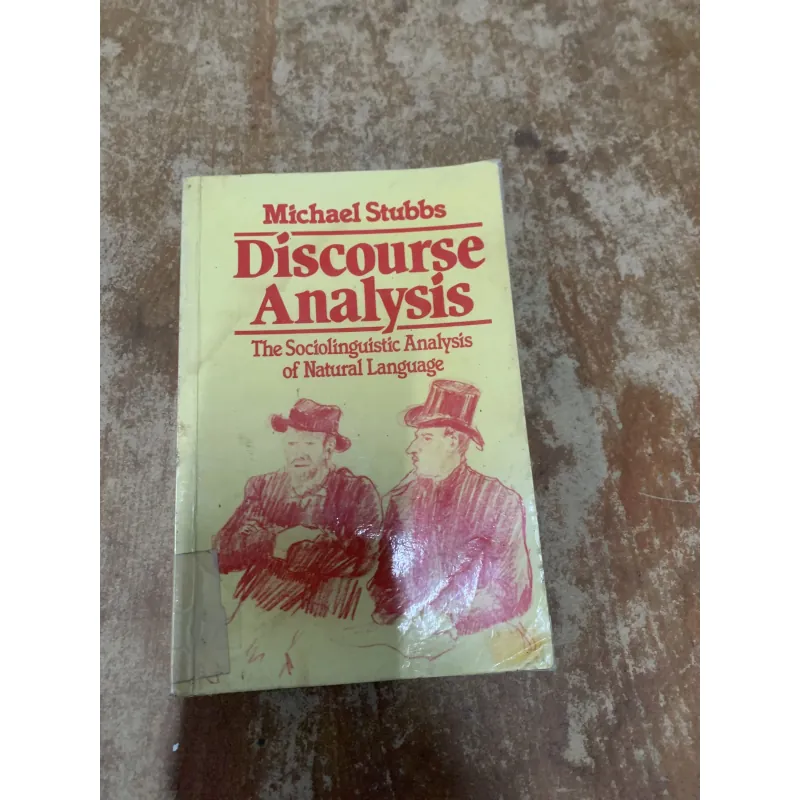 Michael Stubbs
Discourse
Analysis
The Sociolinguistic Analysis
of Natural Language